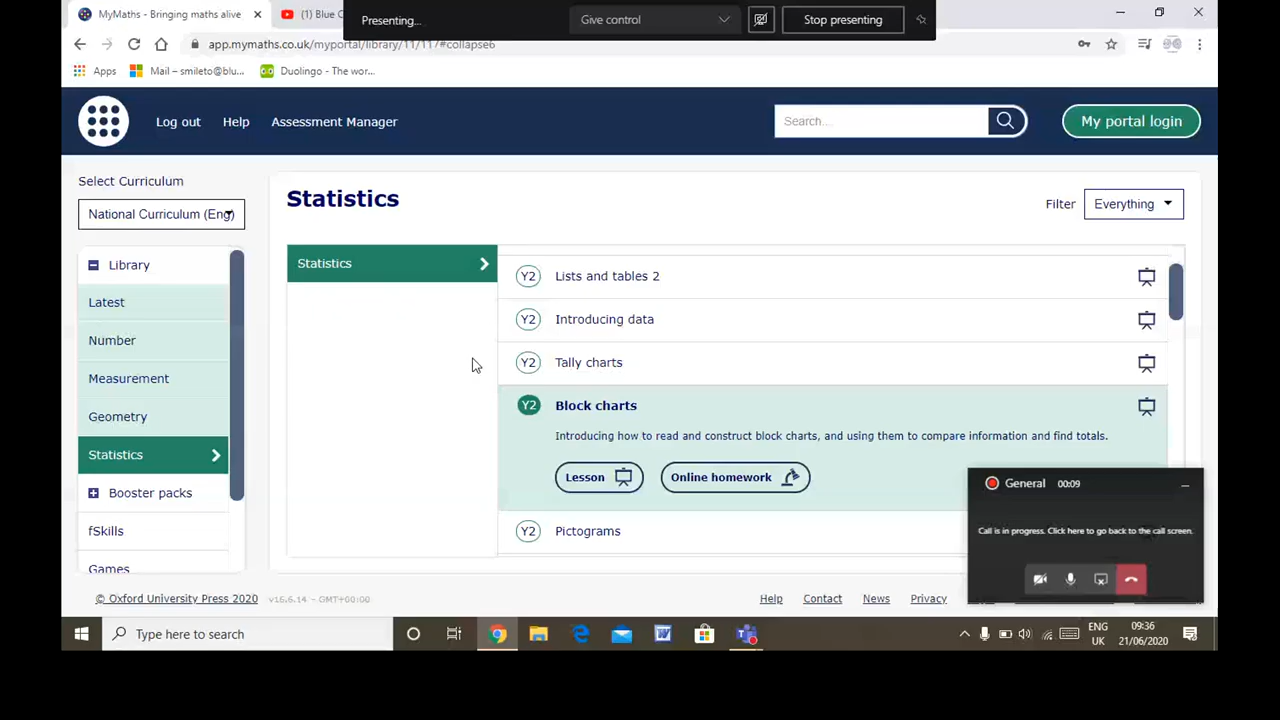 MyMaths - Bringing maths alive
(1) Blue C
Presenting...
Give control
Stop presenting
app.mymaths.co.uk/myportal/library/11/117#collapse6
Apps
Mail – smileto@blu...
Duolingo - The wor...
Log out
Help
Assessment Manager
Search...
My portal login
Select Curriculum
National Curriculum (Eng)
Statistics
Filter
Everything
Library
Latest
Number
Measurement
Geometry
Statistics
Booster packs
fSkills
Games
Statistics
Y2 Lists and tables 2
Y2 Introducing data
Y2 Tally charts
Y2 Block charts
Introducing how to read and construct block charts, and using them to compare information and find totals.
Lesson
Online homework
Y2 Pictograms
General 00:09
Call is in progress. Click here to go back to the call screen.
© Oxford University Press 2020
v16.6.14 - GMT+00:00
Help
Contact
News
Privacy
Type here to search
ENG
UK
09:36
21/06/2020